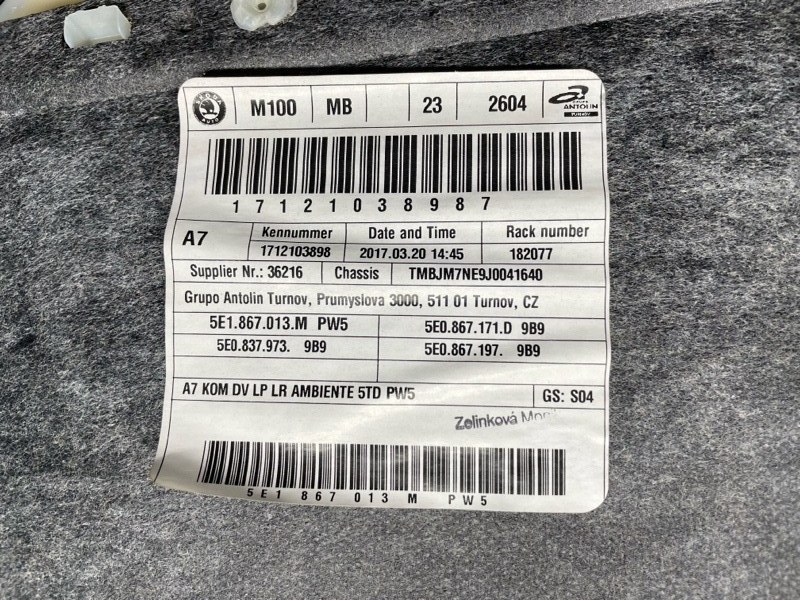 M100 MB 23 2604
GRUPO ANTOLIN
TURNOV
17121038987
A7 Kennummer Date and Time Rack number
1712103898 2017.03.20 14:45 182077
Supplier Nr.: 36216 Chassis TMBJM7NE9J0041640
Grupo Antolin Turnov, Prumyslova 3000, 511 01 Turnov, CZ
5E1.867.013.M PW5 5E0.867.171.D 9B9
5E0.837.973. 9B9 5E0.867.197. 9B9
A7 KOM DV LP LR AMBIENTE 5TD PW5 GS: S04
Zelinková
5E1 867 013 M PW5